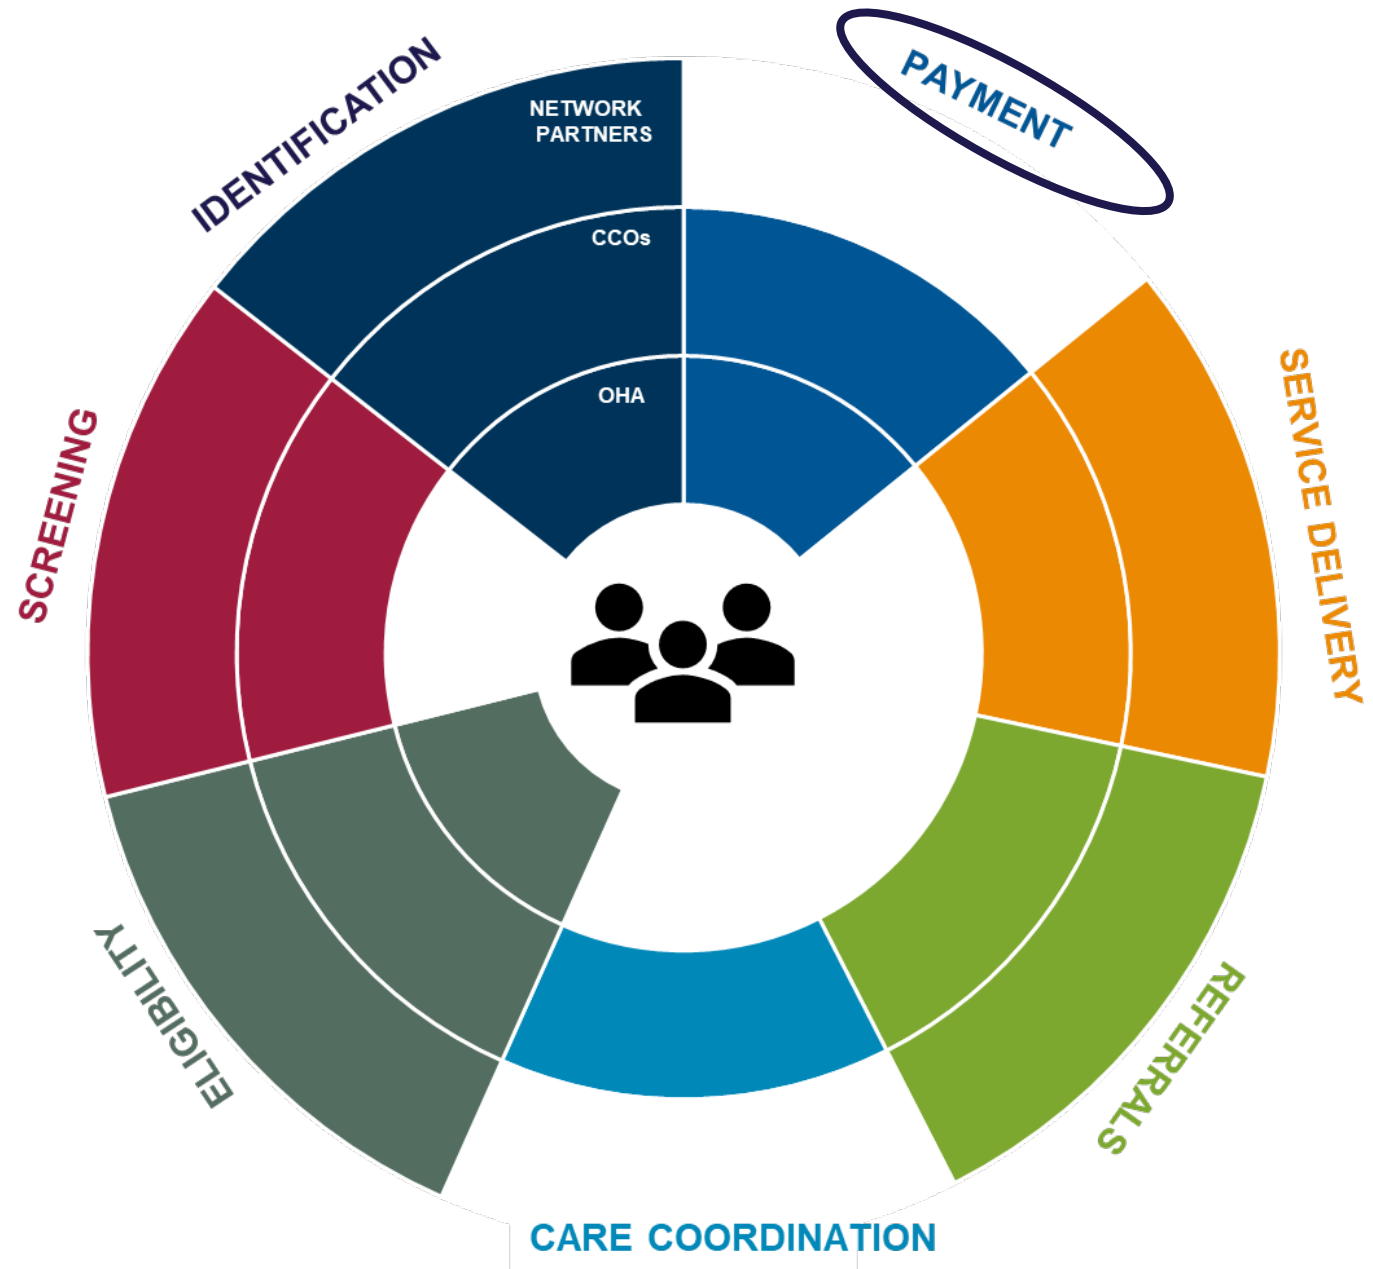 IDENTIFICATION
PAYMENT
NETWORK
PARTNERS
CCOs
OHA
SCREENING
SERVICE DELIVERY
ELIGIBILITY
REFERRALS
CARE COORDINATION